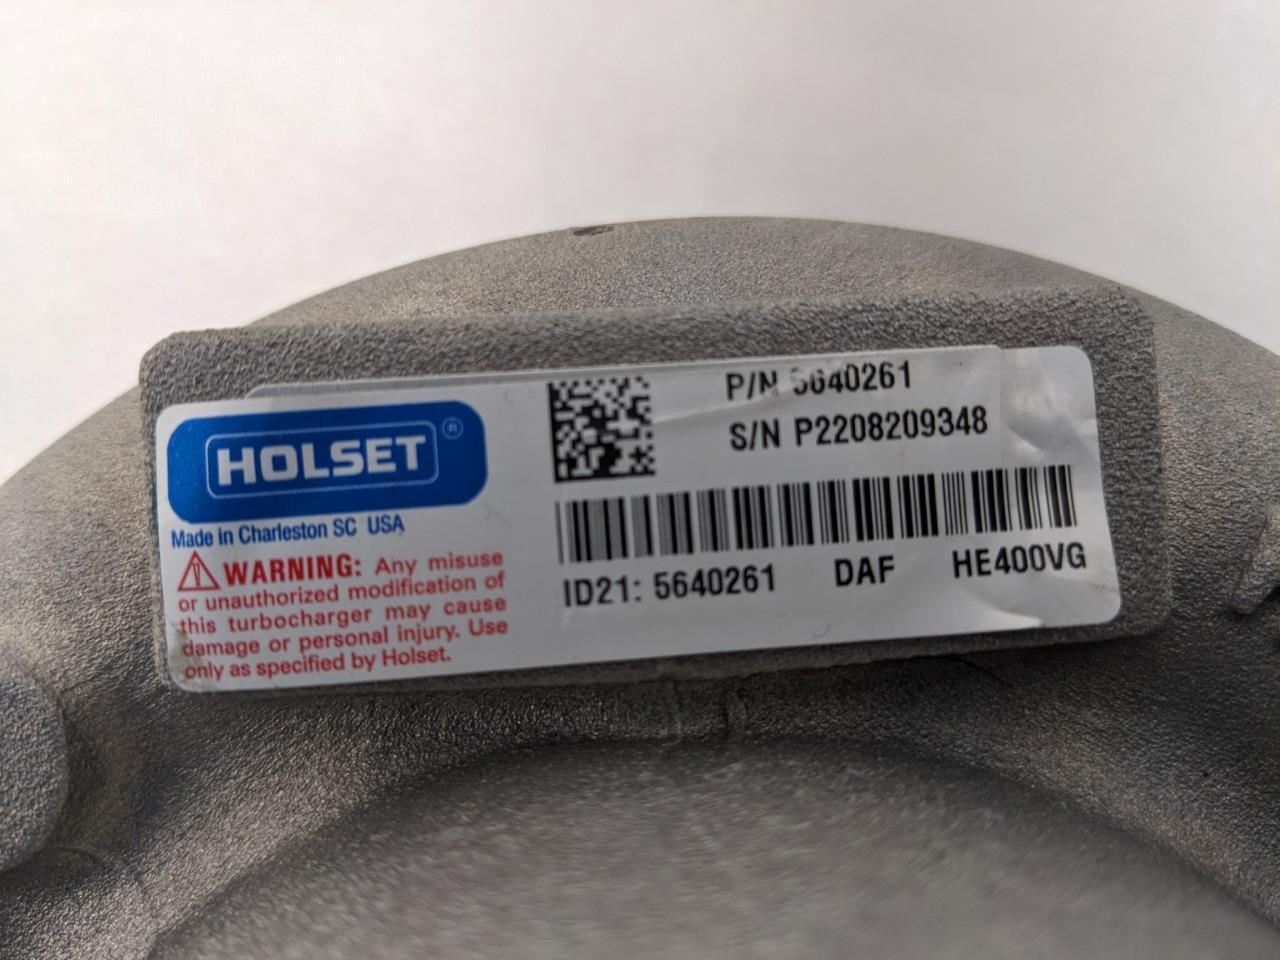 HOLSET®
Made in Charleston SC USA
WARNING: Any misuse
or unauthorized modification of
this turbocharger may cause
damage or personal injury. Use
only as specified by Holset.
P/N 5640261
S/N P2208209348
ID21: 5640261 DAF HE400VG